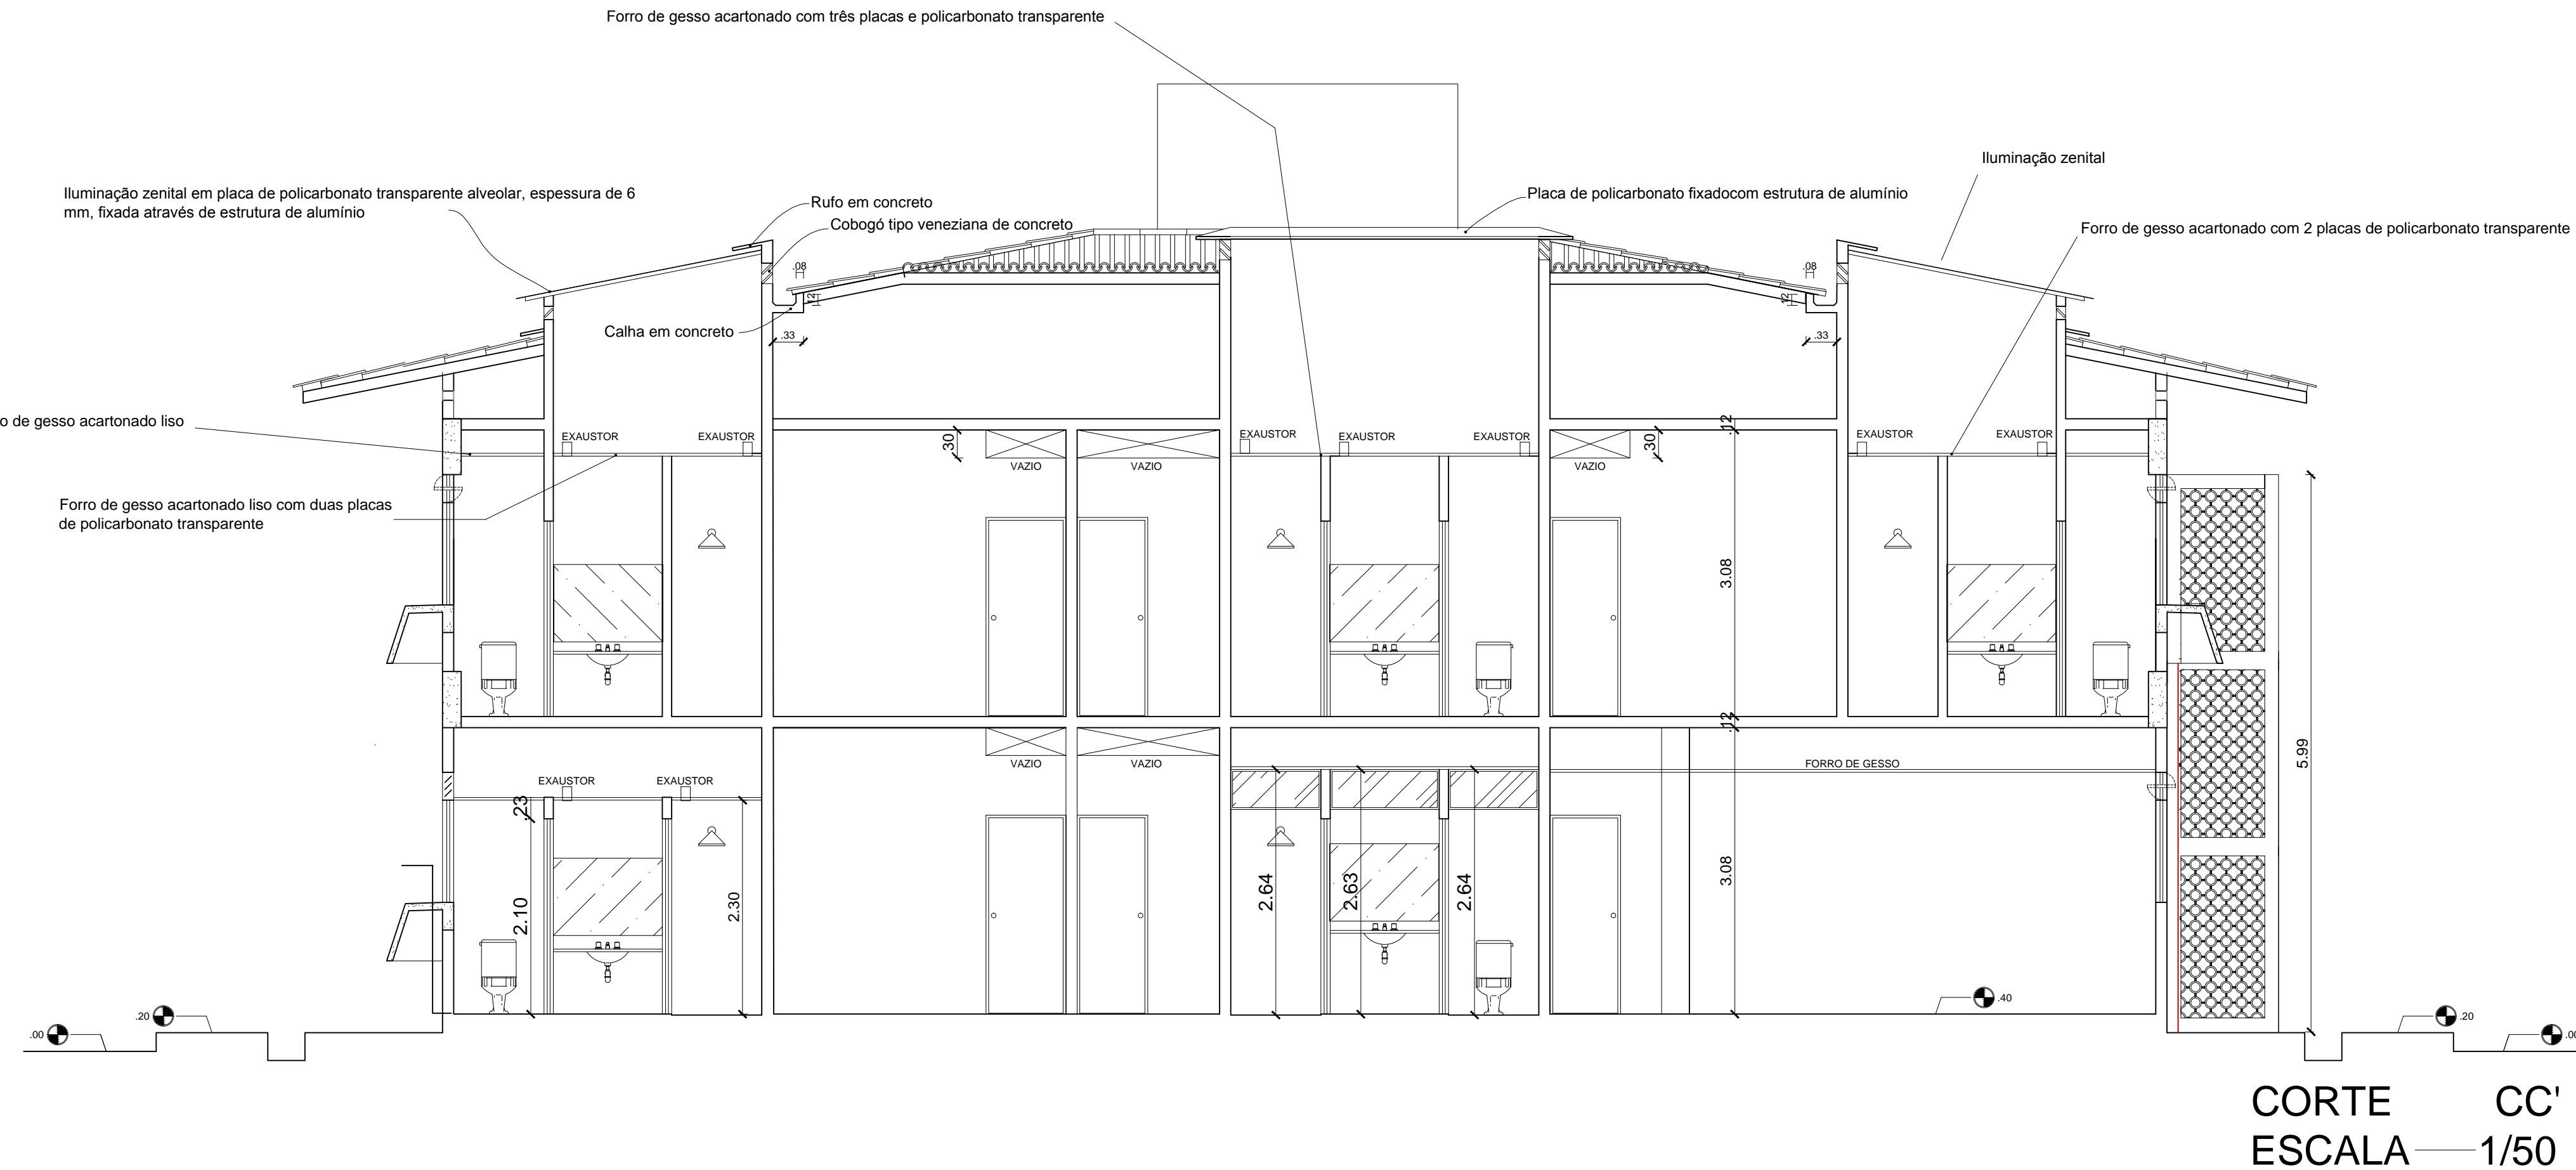 Forro de gesso acartonado com três placas e policarbonato transparente
Iluminação zenital
Iluminação zenital em placa de policarbonato transparente alveolar, espessura de 6
mm, fixada através de estrutura de alumínio
Rufo em concreto
Placa de policarbonato fixadocom estrutura de alumínio
Cobogó tipo veneziana de concreto
Forro de gesso acartonado com 2 placas de policarbonato transparente
.08
.08
.12
.12
Calha em concreto
.33
.33
o de gesso acartonado liso
.12
EXAUSTOR
EXAUSTOR
.30
EXAUSTOR
EXAUSTOR
EXAUSTOR
.30
EXAUSTOR
EXAUSTOR
VAZIO
VAZIO
VAZIO
Forro de gesso acartonado liso com duas placas
de policarbonato transparente
3.08
.12
5.99
VAZIO
VAZIO
FORRO DE GESSO
EXAUSTOR
EXAUSTOR
.23
2.10
2.30
2.64
2.63
2.64
3.08
.40
.00
.20
.20
.00
CORTE CC'
ESCALA 1/50